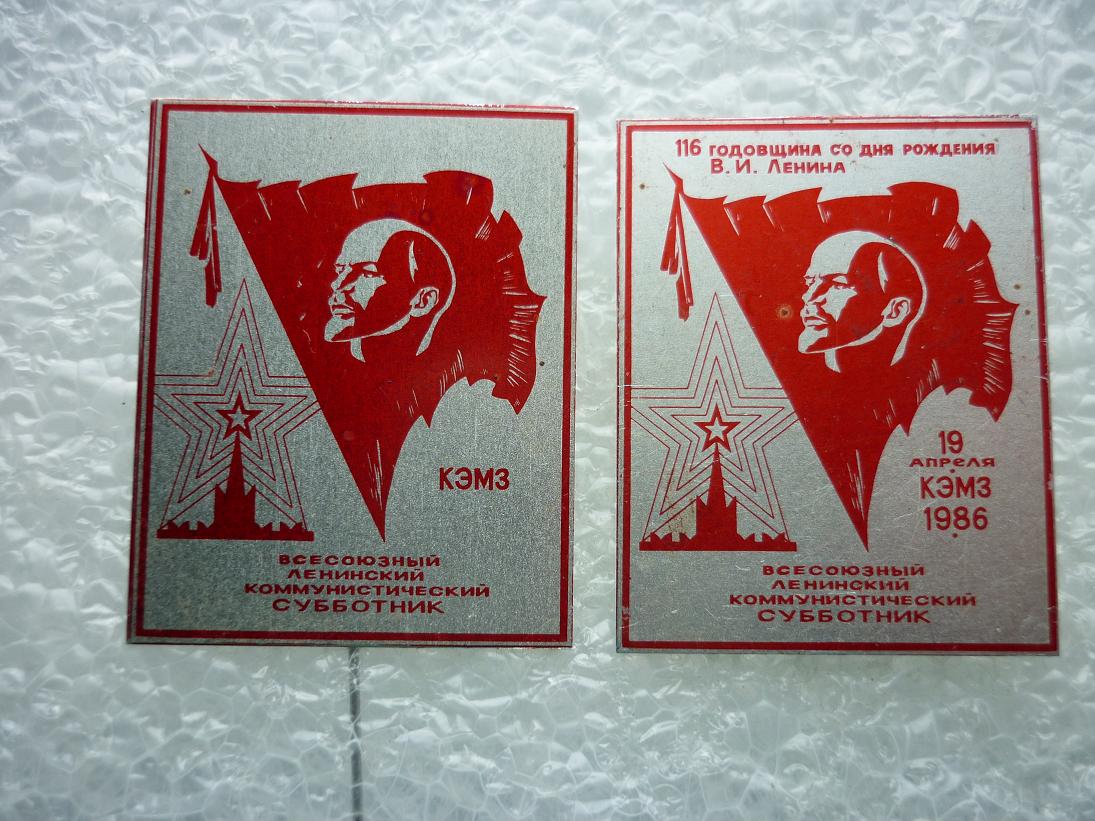 КЭМЗ
ВСЕСОЮЗНЫЙ
ЛЕНИНСКИЙ
КОММУНИСТИЧЕСКИЙ
СУББОТНИК
116 ГОДОВЩИНА СО ДНЯ РОЖДЕНИЯ
В. И. ЛЕНИНА
19
АПРЕЛЯ
КЭМЗ
1986
ВСЕСОЮЗНЫЙ
ЛЕНИНСКИЙ
КОММУНИСТИЧЕСКИЙ
СУББОТНИК